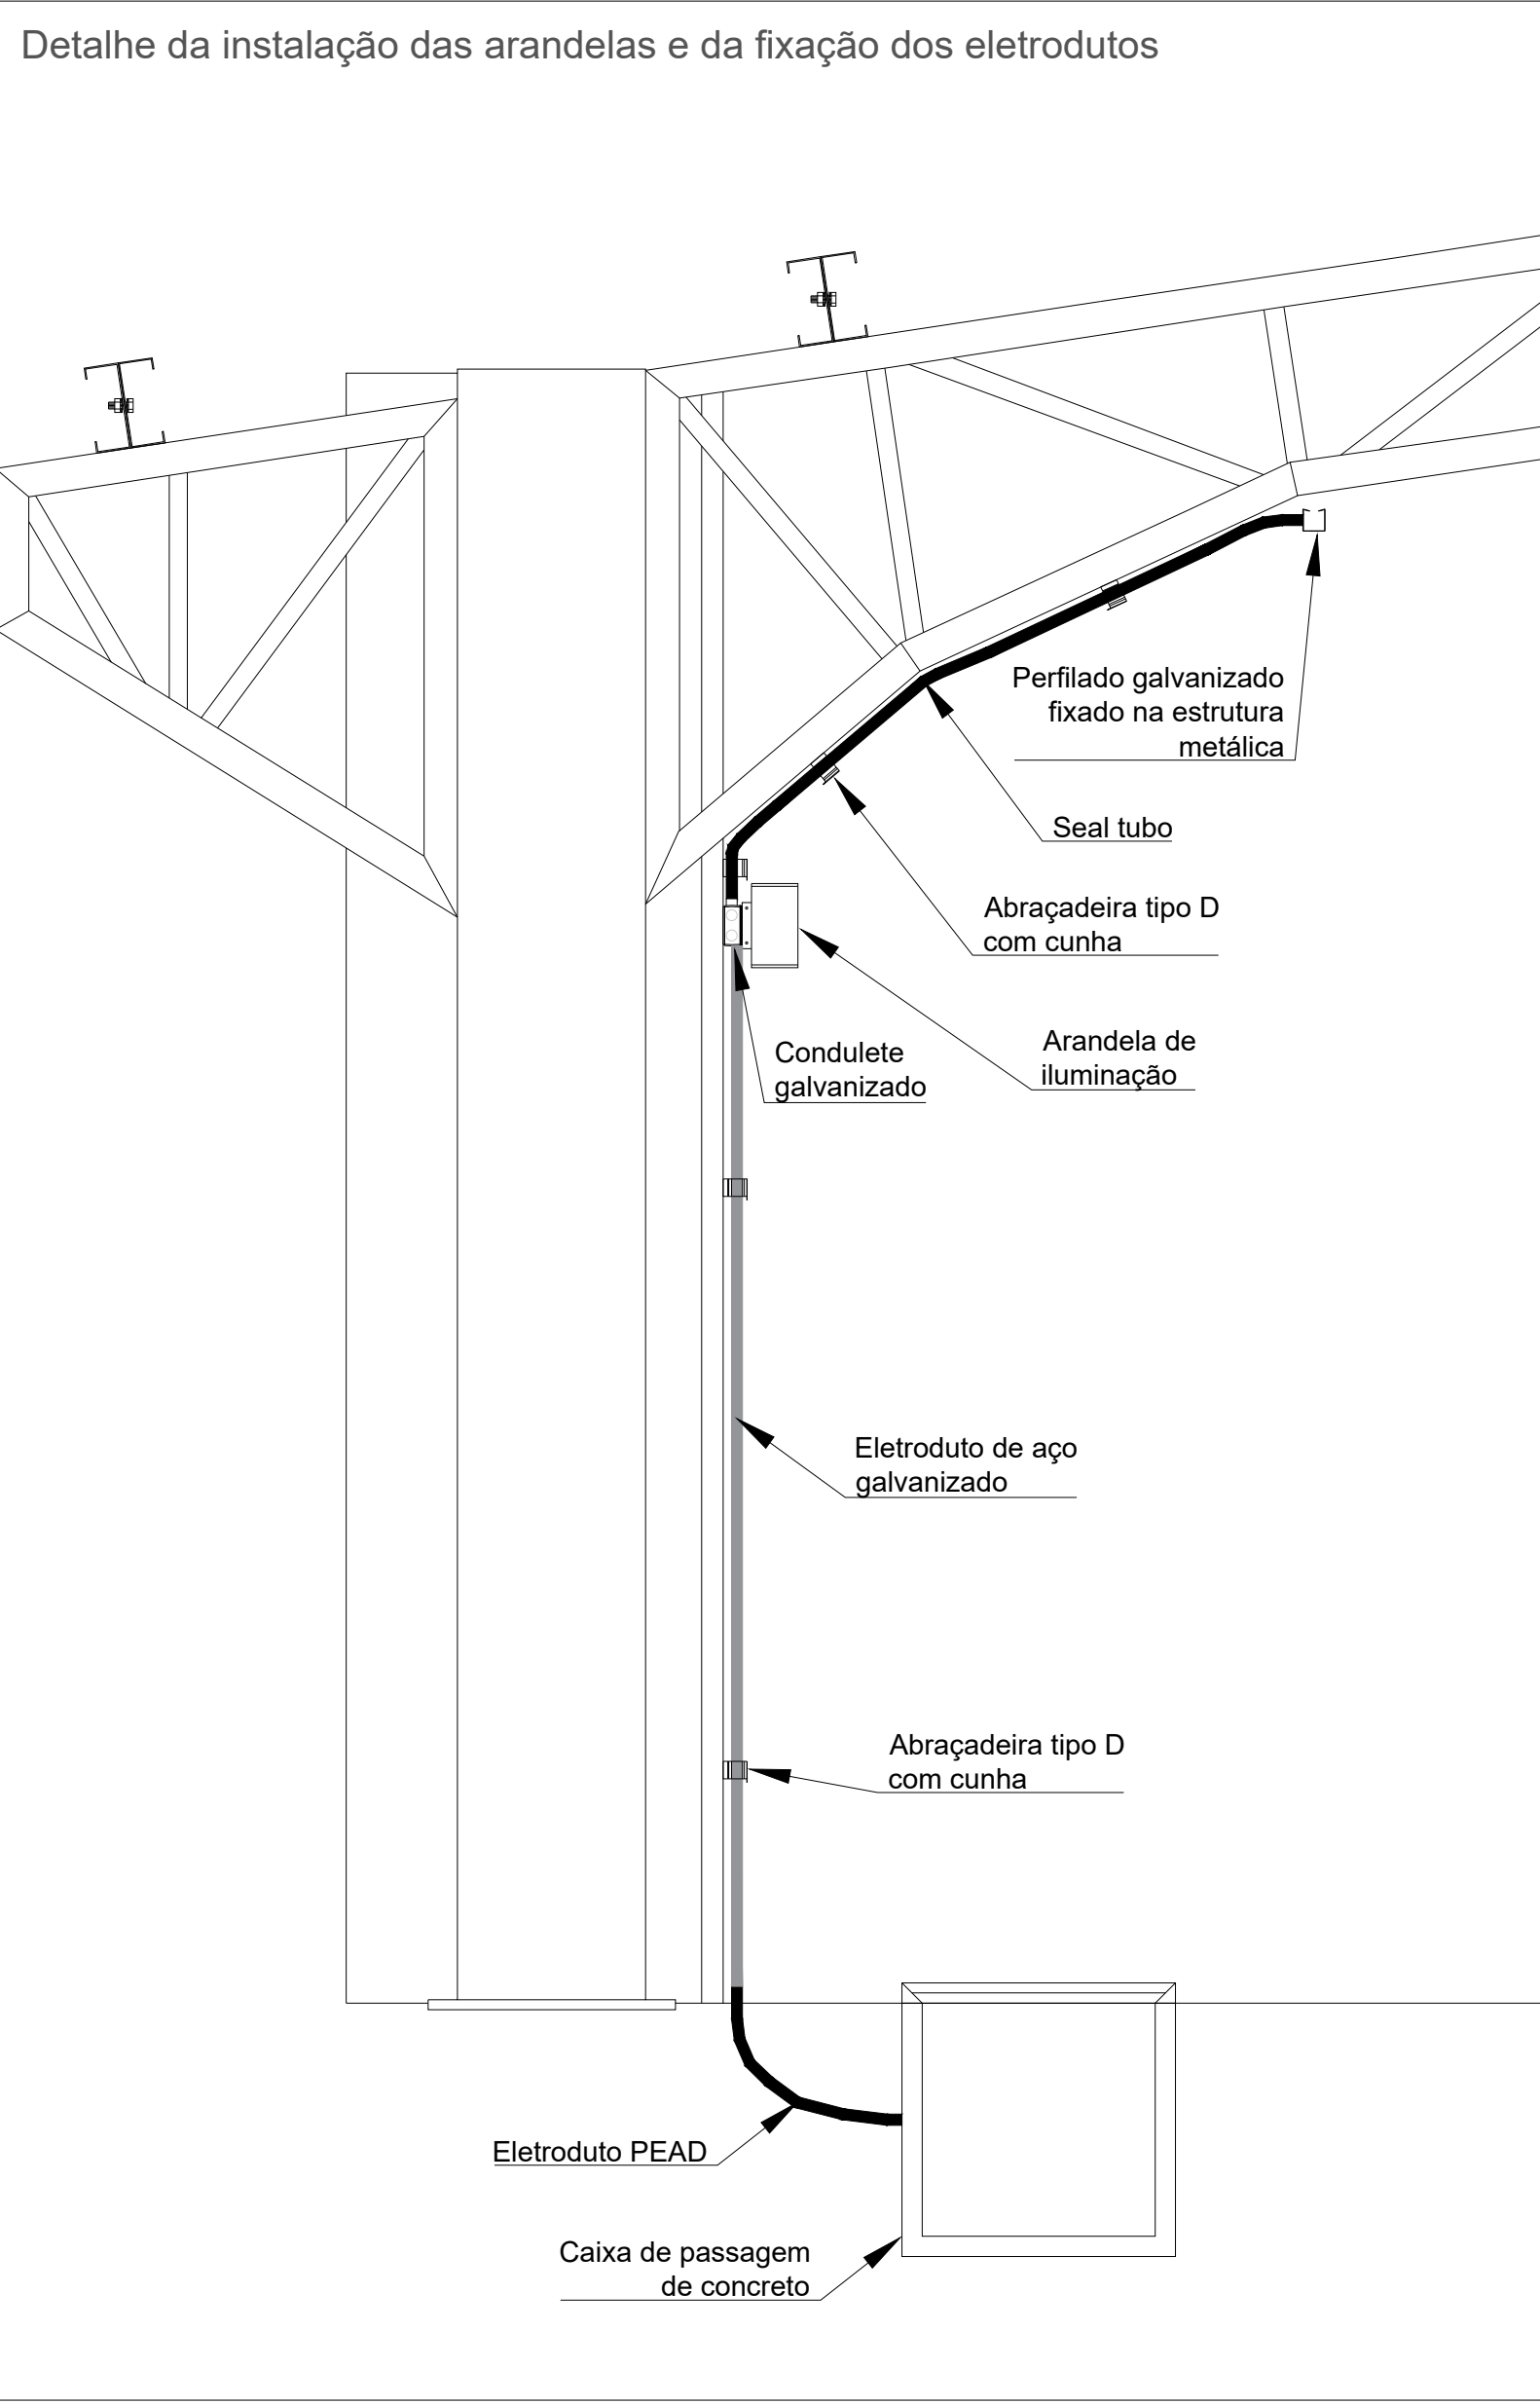 Detalhe da instalação das arandelas e da fixação dos eletrodutos
Perfilado galvanizado
fixado na estrutura
metálica
Seal tubo
Abraçadeira tipo D
com cunha
Arandela de
iluminação
Condulete
galvanizado
Eletroduto de aço
galvanizado
Abraçadeira tipo D
com cunha
Eletroduto PEAD
Caixa de passagem
de concreto